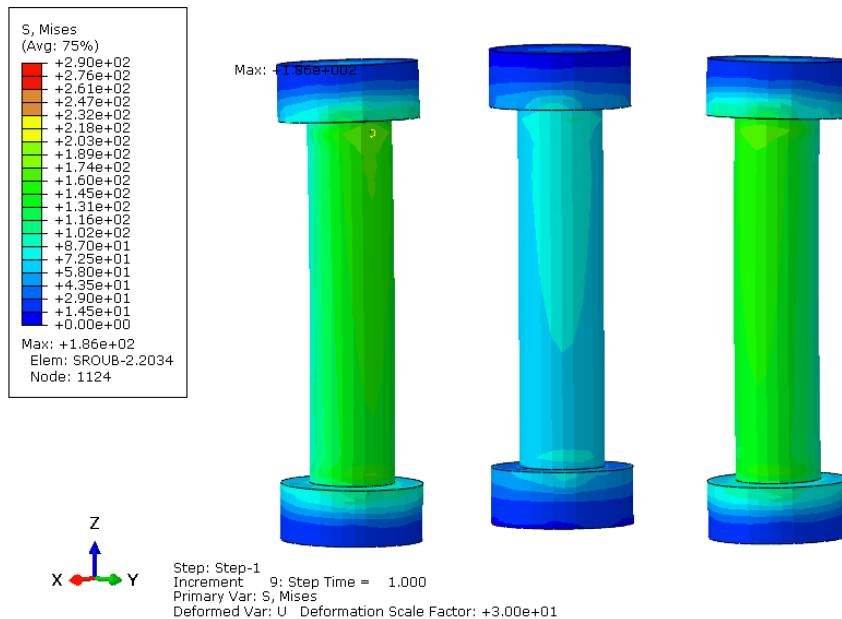 S, Mises
(Avg: 75%)
+2.90e+02
+2.76e+02
+2.61e+02
+2.47e+02
+2.32e+02
+2.18e+02
+2.03e+02
+1.89e+02
+1.74e+02
+1.60e+02
+1.45e+02
+1.31e+02
+1.16e+02
+1.02e+02
+8.70e+01
+7.25e+01
+5.80e+01
+4.35e+01
+2.90e+01
+1.45e+01
+0.00e+00
Max: +1.86e+02
Elem: SROUB-2.2034
Node: 1124
Max: +1.86e+002
Z
X
Y
Step: Step-1
Increment 9: Step Time = 1.000
Primary Var: S, Mises
Deformed Var: U Deformation Scale Factor: +3.00e+01